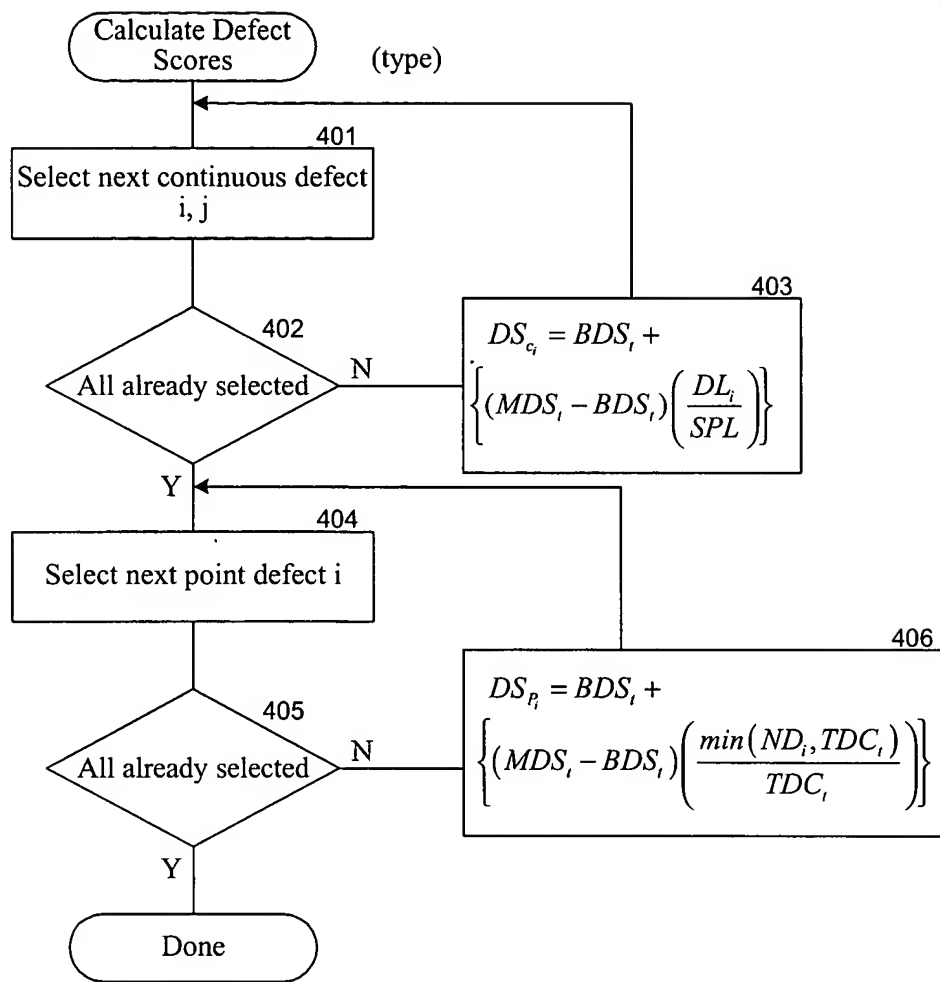 Calculate Defect
Scores
(type)
401
Select next continuous defect
i, j
402
All already selected
N
Y
403
DS_{c_i} = BDS_t +
{(MDS_t − BDS_t)(DL_i / SPL)}
404
Select next point defect i
405
All already selected
N
Y
406
DS_{P_i} = BDS_t +
{(MDS_t − BDS_t)(min(ND_i, TDC_t) / TDC_t)}
Done